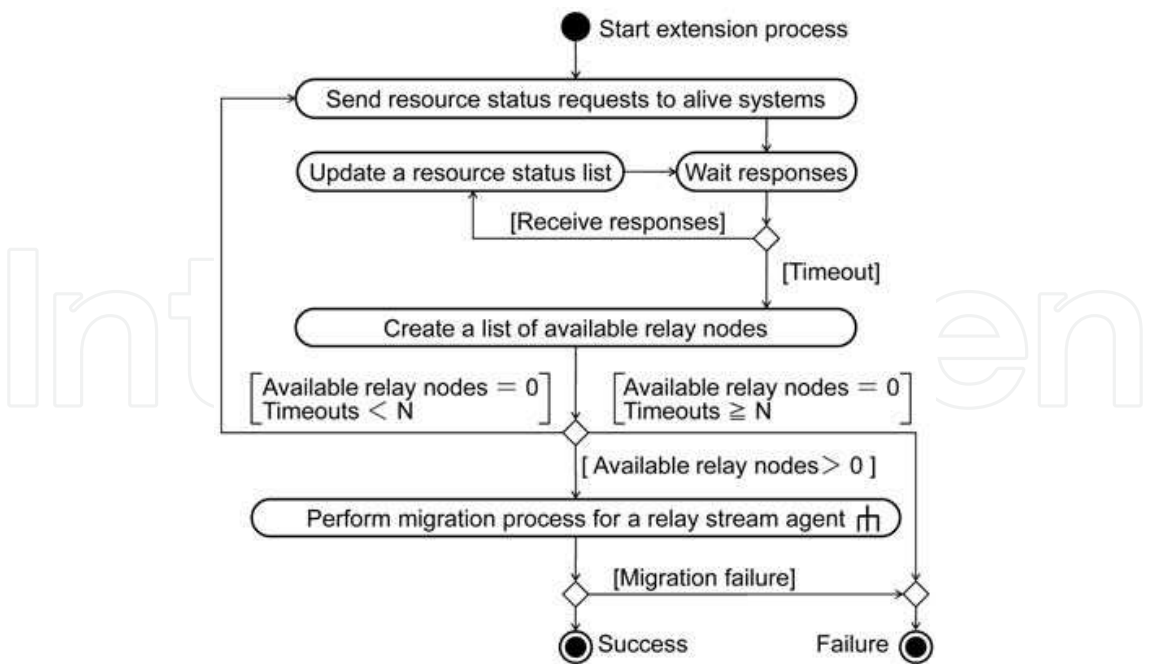 Start extension process
Send resource status requests to alive systems
Update a resource status list
Wait responses
[Receive responses]
[Timeout]
Create a list of available relay nodes
[Available relay nodes = 0
Timeouts < N]
[Available relay nodes = 0
Timeouts ≧ N]
[ Available relay nodes > 0 ]
Perform migration process for a relay stream agent
[Migration failure]
Success
Failure
Int
en